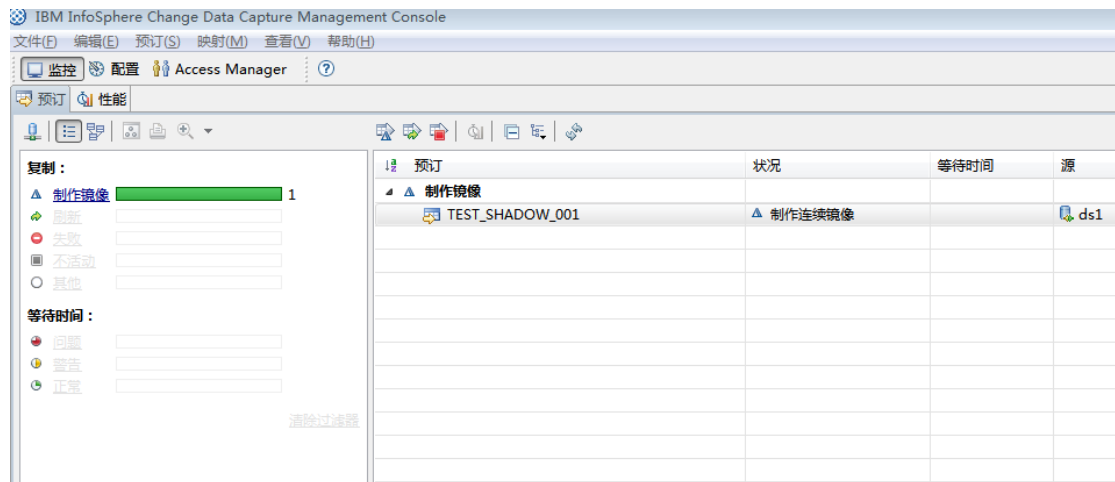 IBM InfoSphere Change Data Capture Management Console
文件(F) 编辑(E) 预订(S) 映射(M) 查看(V) 帮助(H)
监控 配置 Access Manager
预订 性能
复制：
制作镜像 1
刷新
失败
不活动
其他
等待时间：
问题
警告
正常
清除过滤器
预订 状况 等待时间 源
制作镜像
TEST_SHADOW_001 制作连续镜像 ds1